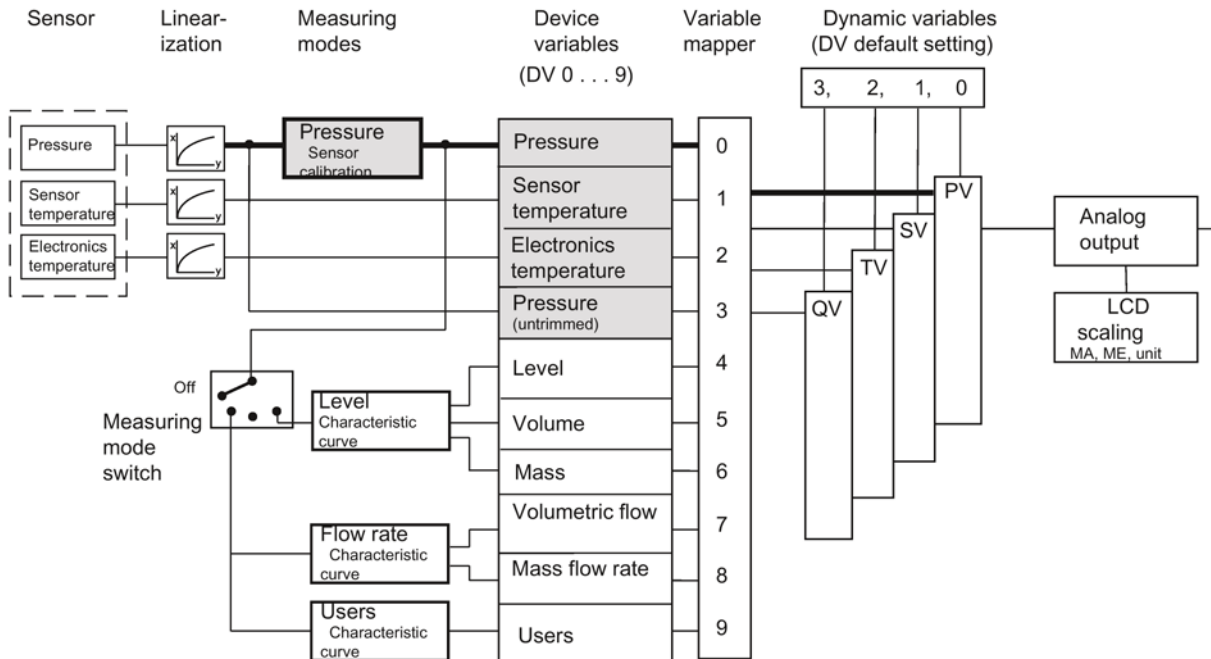 Sensor
Linear-
ization
Measuring
modes
Device
variables
(DV 0 . . . 9)
Variable
mapper
Dynamic variables
(DV default setting)
3, 2, 1, 0
Pressure
Sensor
temperature
Electronics
temperature
x
y
x
y
x
y
Pressure
Sensor
calibration
Pressure
Sensor
temperature
Electronics
temperature
Pressure
(untrimmed)
Level
Volume
Mass
Volumetric flow
Mass flow rate
Users
0
1
2
3
4
5
6
7
8
9
PV
SV
TV
QV
Analog
output
LCD
scaling
MA, ME, unit
Off
Measuring
mode
switch
Level
Characteristic
curve
Flow rate
Characteristic
curve
Users
Characteristic
curve